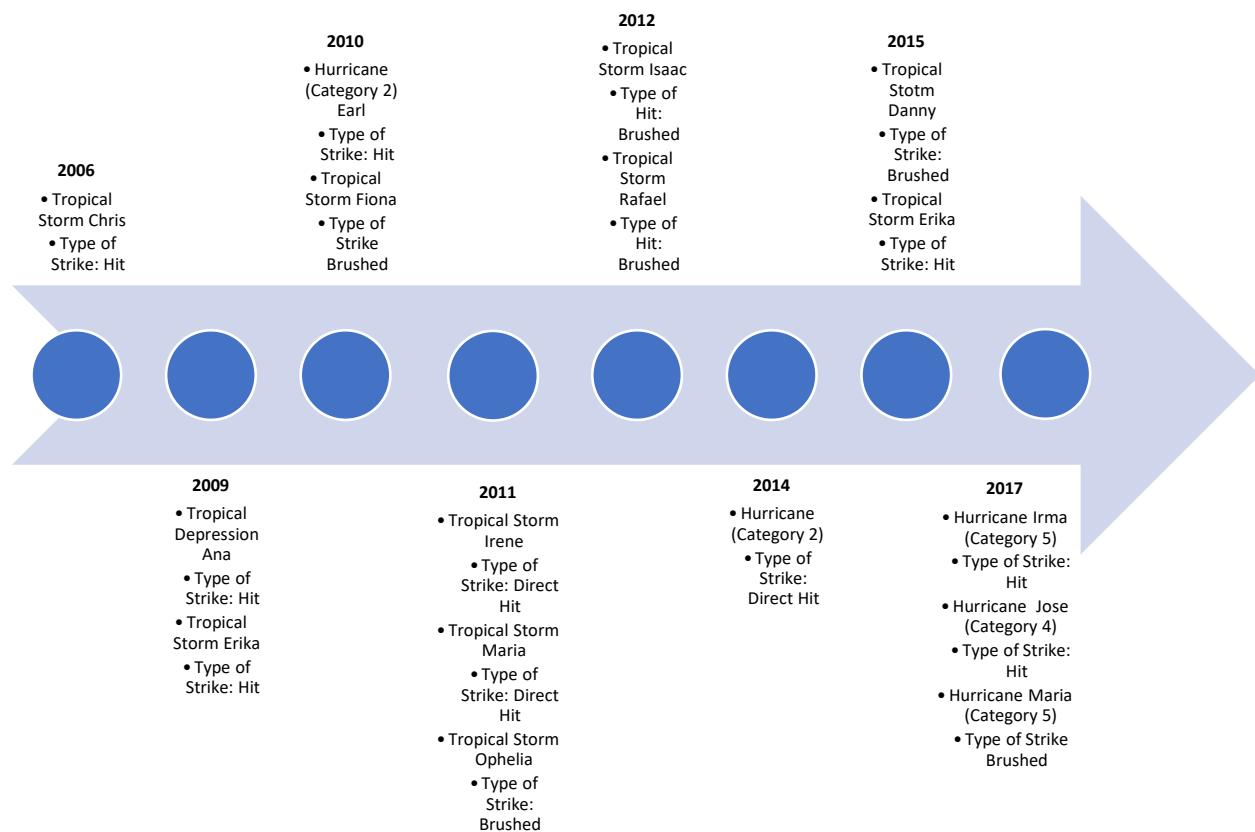 2006
• Tropical
Storm Chris
• Type of
Strike: Hit
2009
• Tropical
Depression
Ana
• Type of
Strike: Hit
• Tropical
Storm Erika
• Type of
Strike: Hit
2010
• Hurricane
(Category 2)
Earl
• Type of
Strike: Hit
• Tropical
Storm Fiona
• Type of
Strike
Brushed
2011
• Tropical Storm
Irene
• Type of
Strike: Direct
Hit
• Tropical Storm
Maria
• Type of
Strike: Direct
Hit
• Tropical Storm
Ophelia
• Type of
Strike:
Brushed
2012
• Tropical
Storm Isaac
• Type of
Hit:
Brushed
• Tropical
Storm
Rafael
• Type of
Hit:
Brushed
2014
• Hurricane
(Category 2)
• Type of
Strike:
Direct Hit
2015
• Tropical
Stotm
Danny
• Type of
Strike:
Brushed
• Tropical
Storm Erika
• Type of
Strike: Hit
2017
• Hurricane Irma
(Category 5)
• Type of Strike:
Hit
• Hurricane Jose
(Category 4)
• Type of Strike:
Hit
• Hurricane Maria
(Category 5)
• Type of Strike
Brushed